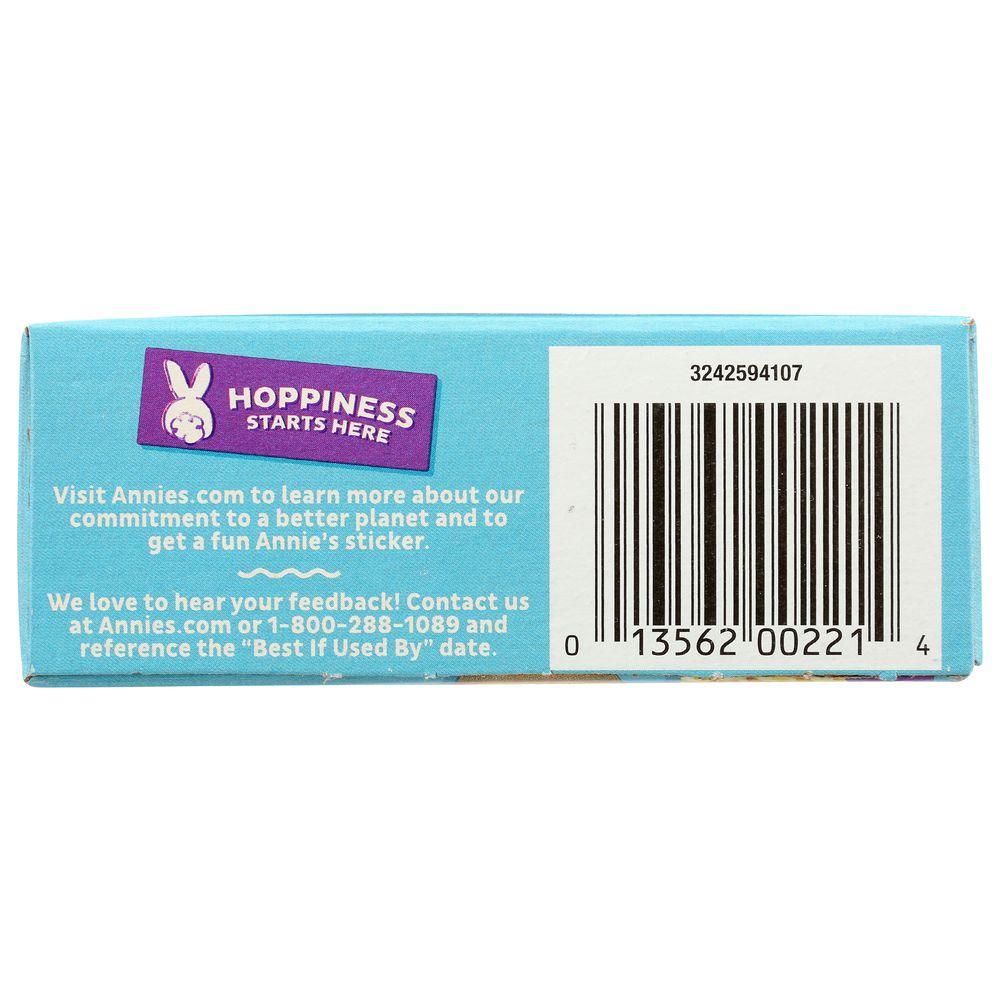 HOPPINESS
STARTS HERE
Visit Annies.com to learn more about our
commitment to a better planet and to
get a fun Annie's sticker.
We love to hear your feedback! Contact us
at Annies.com or 1-800-288-1089 and
reference the "Best If Used By" date.
3242594107
0 13562 00221 4